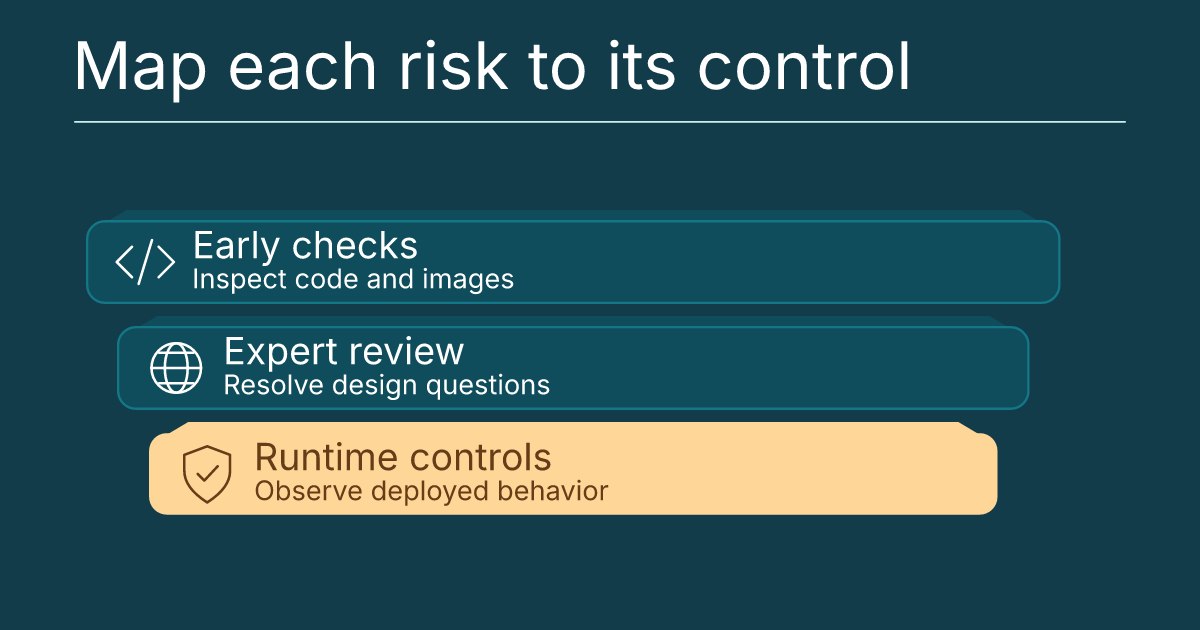 Map each risk to its control
Early checks
Inspect code and images
Expert review
Resolve design questions
Runtime controls
Observe deployed behavior